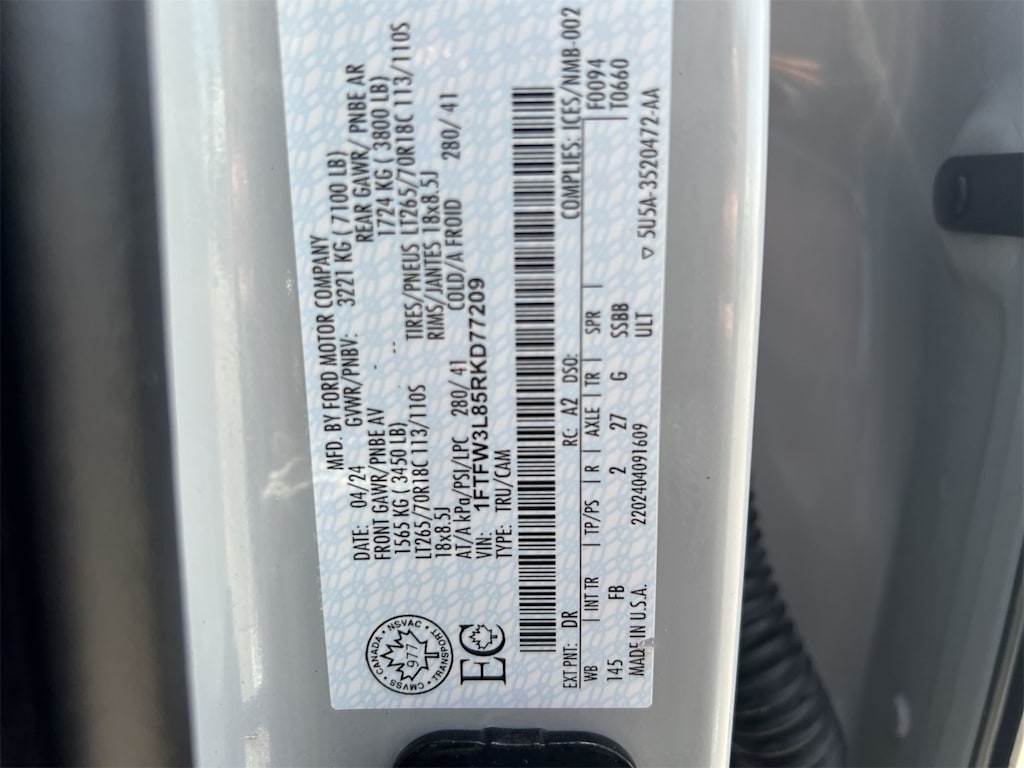 MFD. BY FORD MOTOR COMPANY
DATE: 04/24 GVWR/PNBV: 3221 KG ( 7100 LB)
FRONT GAWR/PNBE AV REAR GAWR/ PNBE AR
1565 KG ( 3450 LB) 1724 KG ( 3800 LB)
LT265/70R18C 113/110S TIRES/PNEUS LT265/70R18C 113/110S
18x8.5J RIMS/JANTES 18x8.5J
AT/A kPa/PSI/LPC 280/ 41 COLD/A FROID 280/ 41
VIN: 1FTFW3L85RKD77209
TYPE: TRU/CAM
CANADA • NSVAC • TRANSPORT • CMVSS
977
EC
COMPLIES: ICES/NMB-002
EXT PNT: DR RC: A2 DSO: F0094
WB INT TR TP/PS R AXLE TR SPR T0660
145 FB 2 27 G SSBB
MADE IN U.S.A. 2202404091609 ULT ▽ 5U5A-3520472-AA